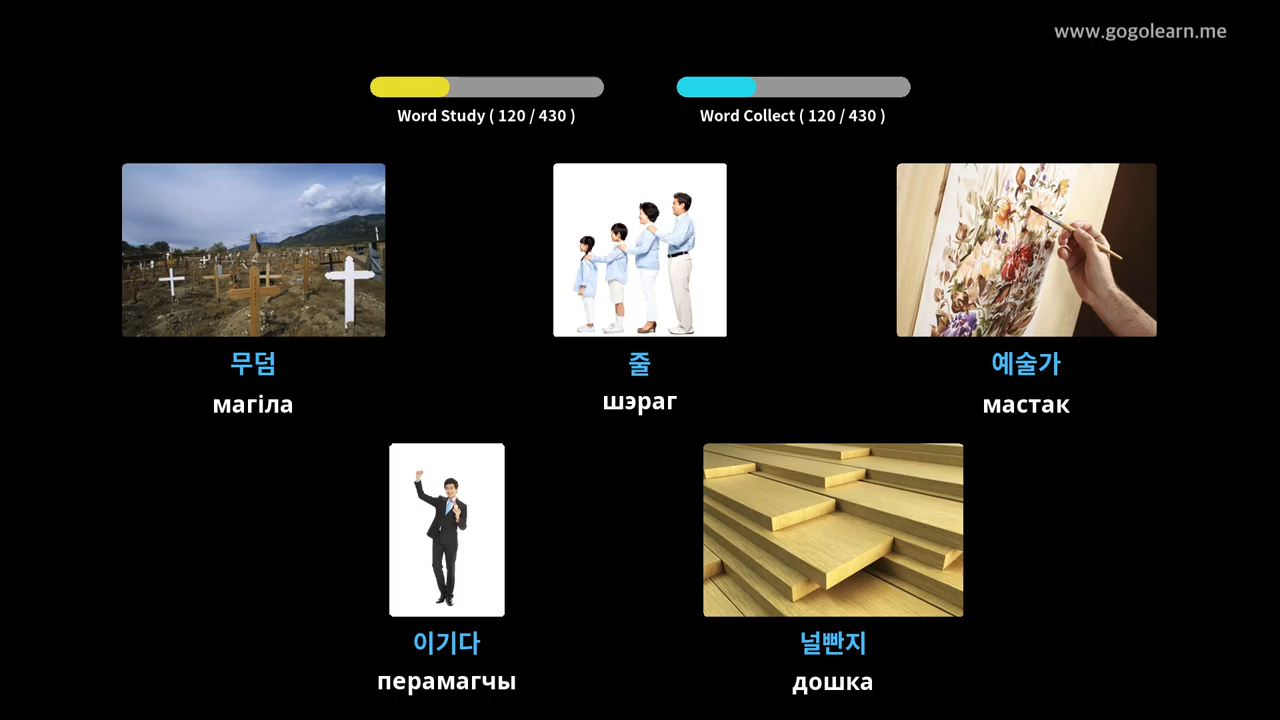 www.gogolearn.me
Word Study ( 120 / 430 )
Word Collect ( 120 / 430 )
무덤
магіла
줄
шэраг
예술가
мастак
이기다
перамагчы
널빤지
дошка